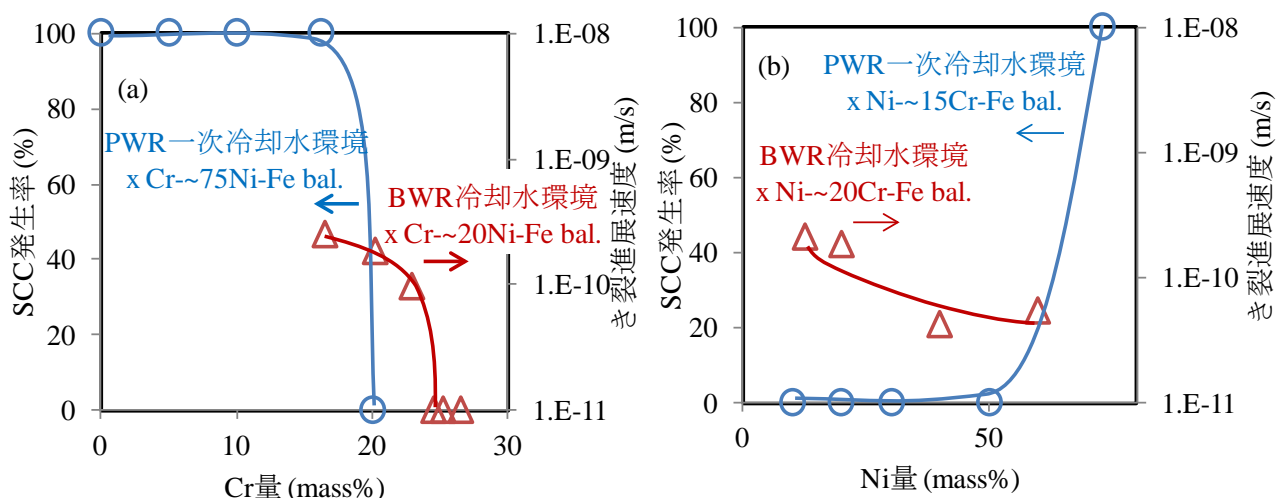 (a)
PWR一次冷却水環境
x Cr-~75Ni-Fe bal.
BWR冷却水環境
x Cr-~20Ni-Fe bal.
SCC発生率 (%)
100
80
60
40
20
0
0
10
20
30
Cr量 (mass%)
1.E-08
1.E-09
1.E-10
1.E-11
き裂進展速度 (m/s)
(b)
PWR一次冷却水環境
x Ni-~15Cr-Fe bal.
BWR冷却水環境
x Ni-~20Cr-Fe bal.
SCC発生率 (%)
100
80
60
40
20
0
0
50
Ni量 (mass%)
1.E-08
1.E-09
1.E-10
1.E-11
き裂進展速度 (m/s)